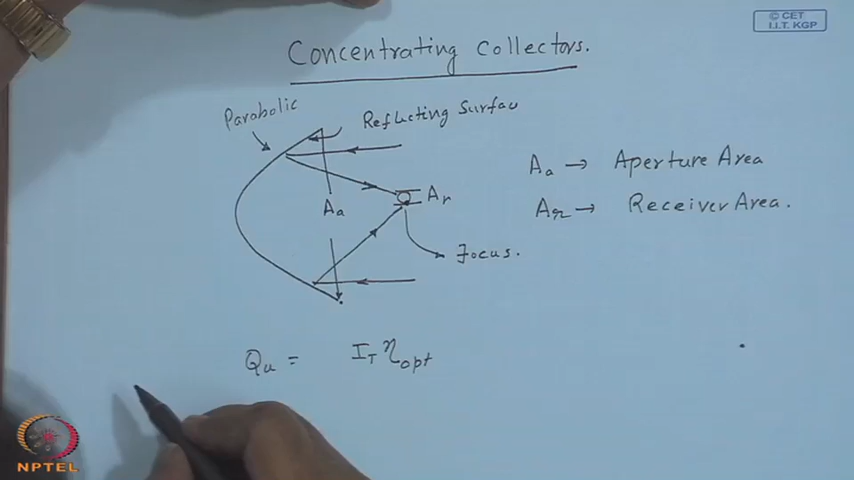 © CET
I.I.T. KGP
Concentrating Collectors.
Parabolic
Reflecting Surface
Aa → Aperture Area
Aa
Ar
Ar → Receiver Area.
Focus.
Qu = IT ηopt
NPTEL